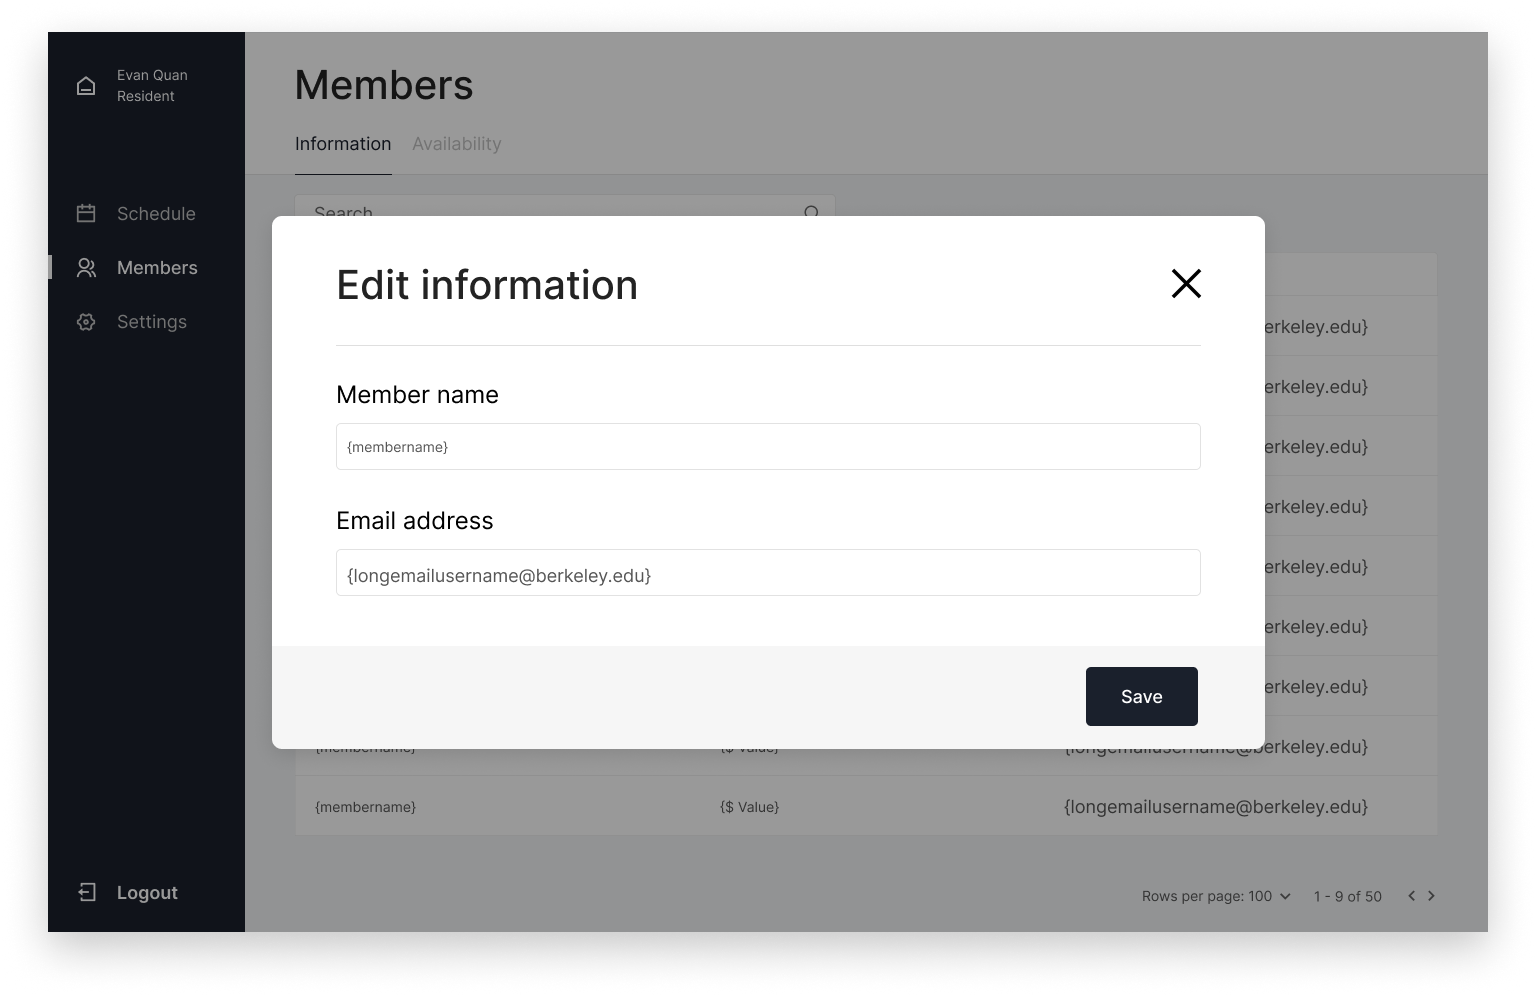 Evan Quan
Resident
Schedule
Members
Settings
Logout
Members
Information Availability
Search
Edit information
Member name
{membername}
Email address
{longemailusername@berkeley.edu}
Save
erkeley.edu}
erkeley.edu}
erkeley.edu}
erkeley.edu}
erkeley.edu}
erkeley.edu}
erkeley.edu}
{membername} {$ Value} {longemailusername@berkeley.edu}
{membername} {$ Value} {longemailusername@berkeley.edu}
Rows per page: 100 1 - 9 of 50